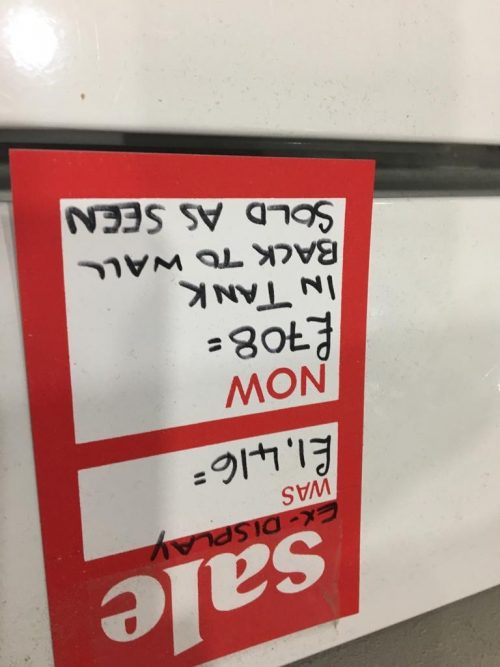 sale
EX-DISPLAY
WAS
£1,416=
NOW
£708=
IN TANK
BACK TO WALL
SOLD AS SEEN